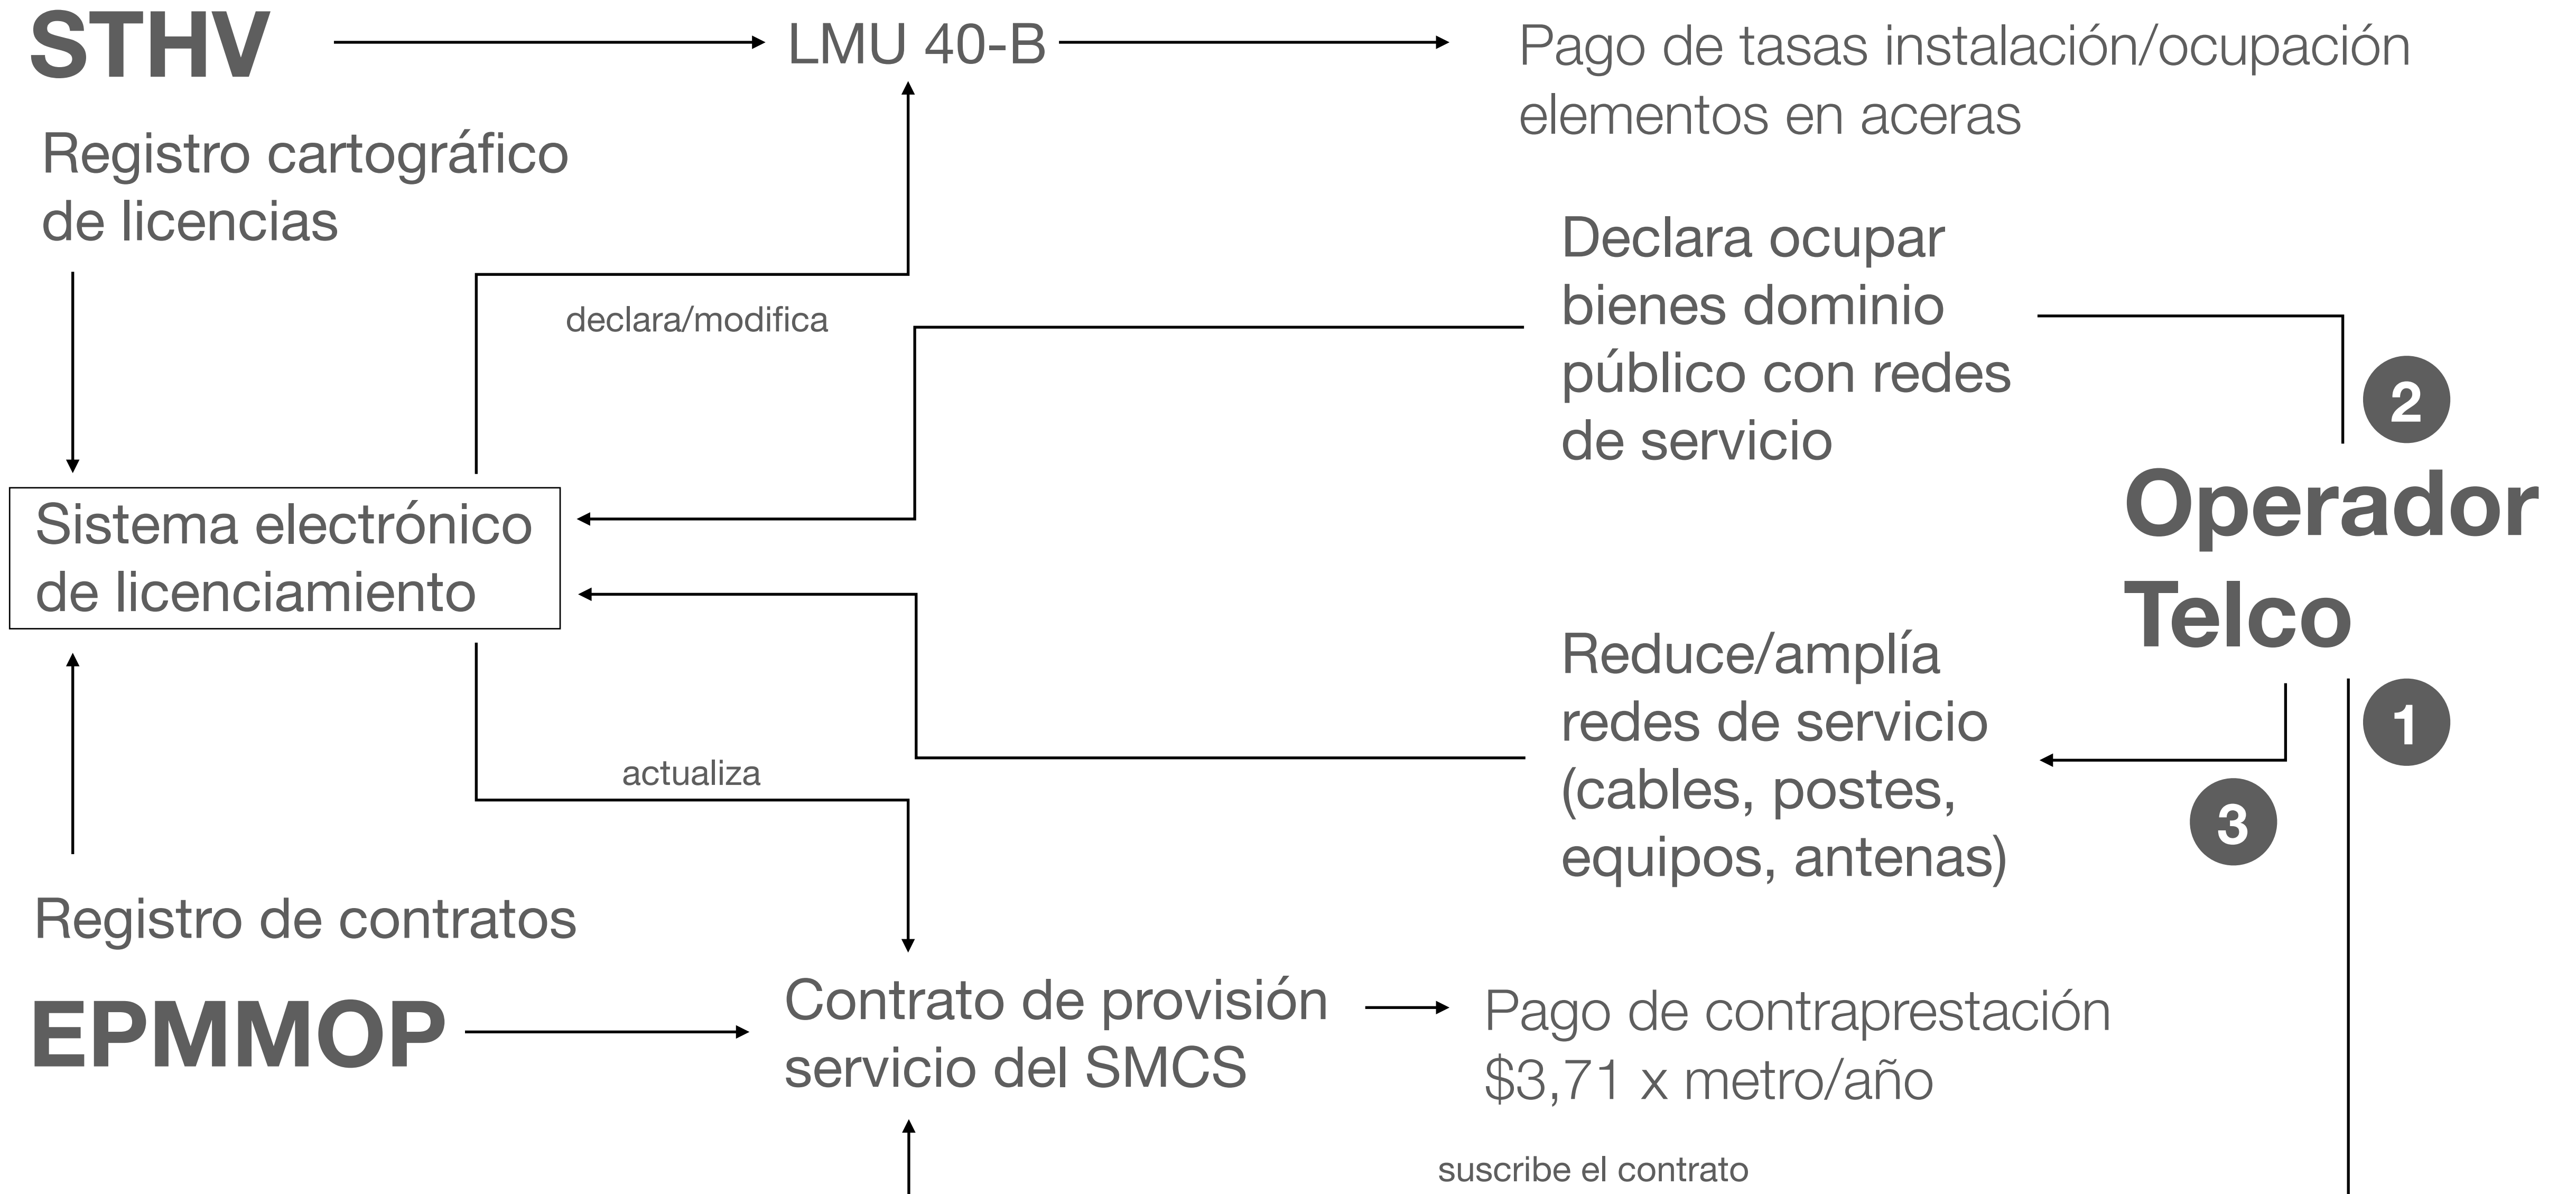 STHV
LMU 40-B
Pago de tasas instalación/ocupación
elementos en aceras
Registro cartográfico
de licencias
declara/modifica
Declara ocupar
bienes dominio
público con redes
de servicio
2
Sistema electrónico
de licenciamiento
Operador
Telco
1
Reduce/amplía
redes de servicio
(cables, postes,
equipos, antenas)
3
actualiza
Registro de contratos
EPMMOP
Contrato de provisión
servicio del SMCS
Pago de contraprestación
$3,71 x metro/año
suscribe el contrato